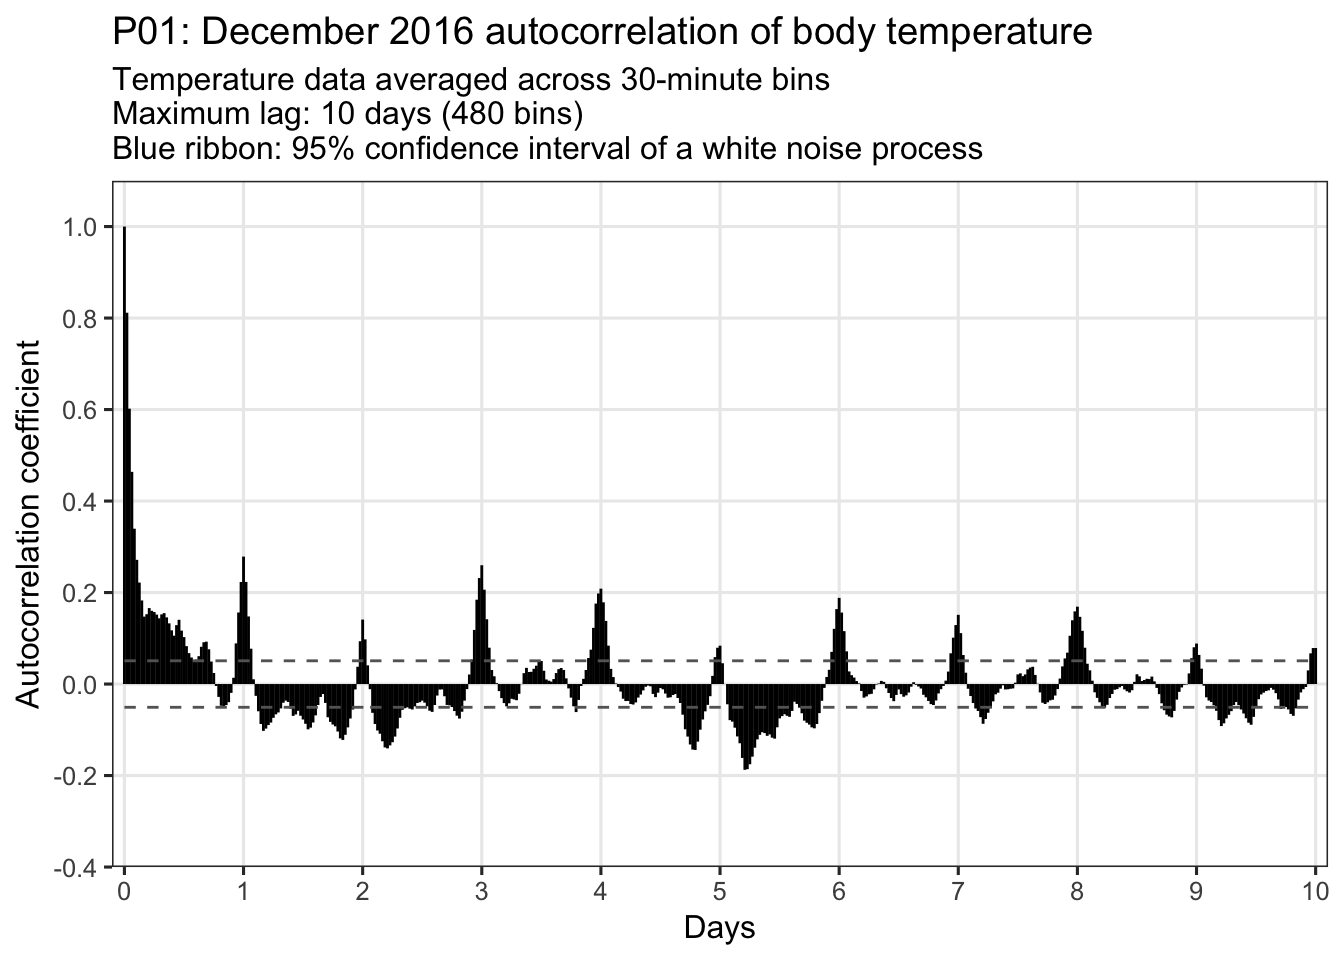 P01: December 2016 autocorrelation of body temperature
Temperature data averaged across 30-minute bins
Maximum lag: 10 days (480 bins)
Blue ribbon: 95% confidence interval of a white noise process
Autocorrelation coefficient
1.0
0.8
0.6
0.4
0.2
0.0
-0.2
-0.4
0 1 2 3 4 5 6 7 8 9 10
Days